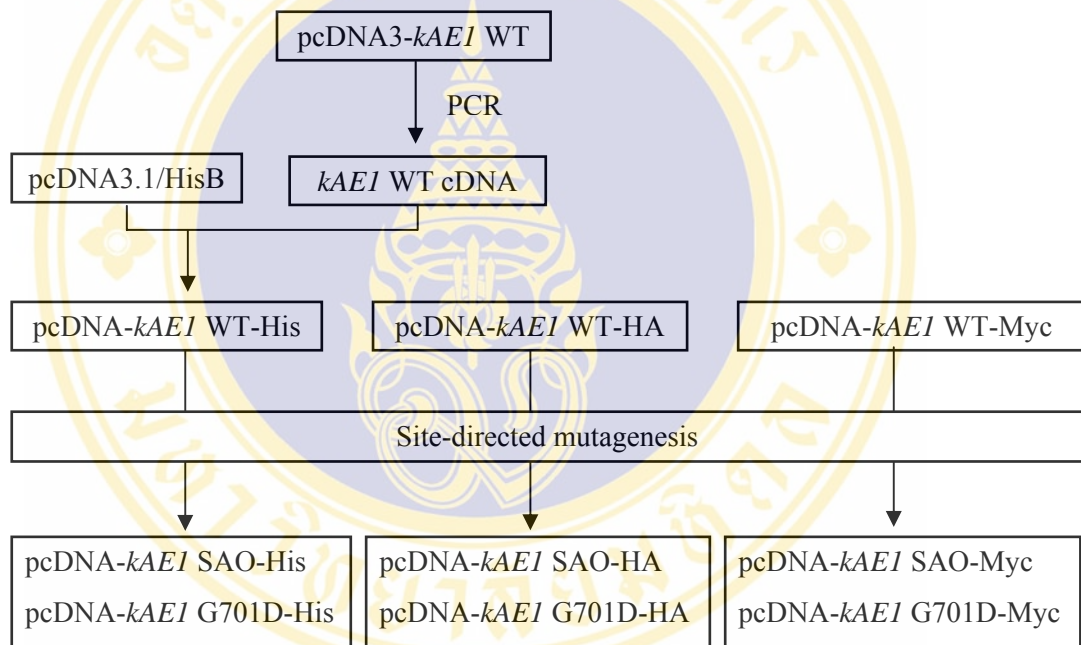 pcDNA3-kAE1 WT
PCR
pcDNA3.1/HisB
kAE1 WT cDNA
pcDNA-kAE1 WT-His
pcDNA-kAE1 WT-HA
pcDNA-kAE1 WT-Myc
Site-directed mutagenesis
pcDNA-kAE1 SAO-His
pcDNA-kAE1 G701D-His
pcDNA-kAE1 SAO-HA
pcDNA-kAE1 G701D-HA
pcDNA-kAE1 SAO-Myc
pcDNA-kAE1 G701D-Myc